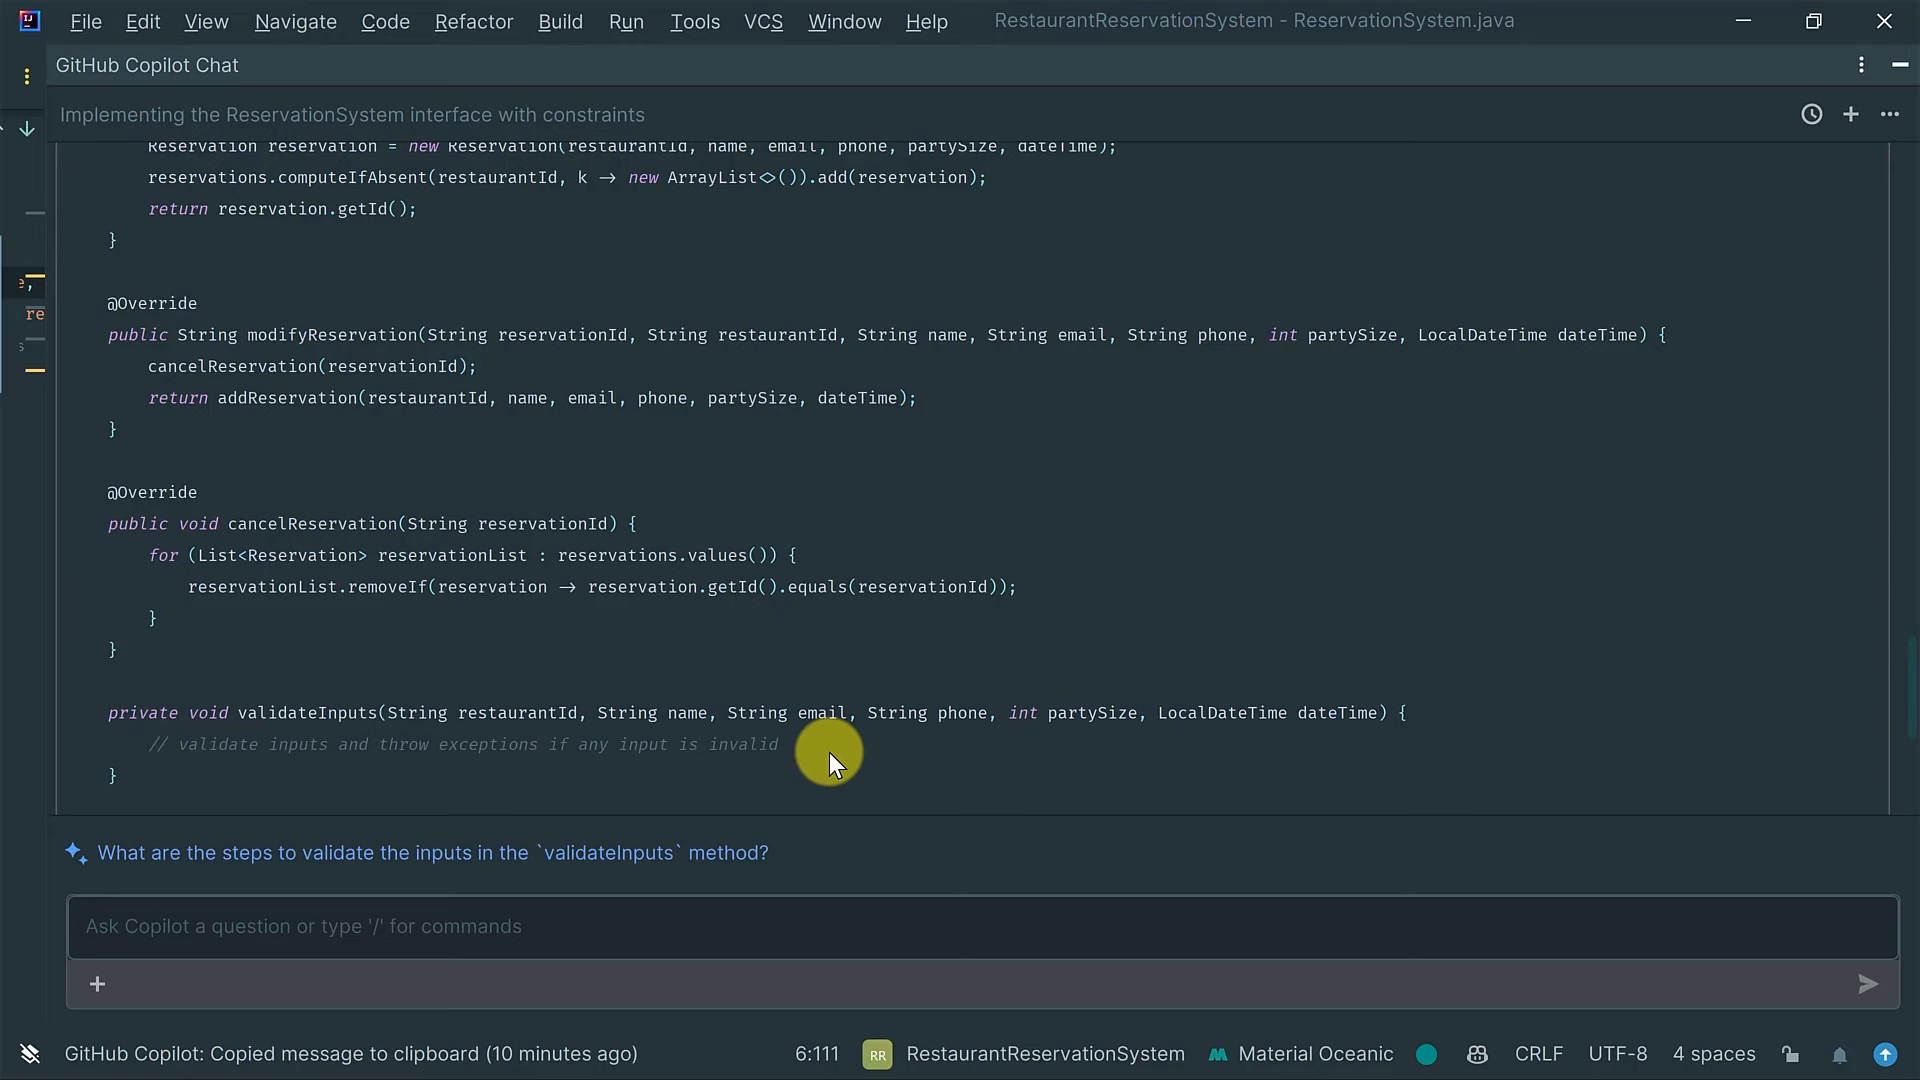 File Edit View Navigate Code Refactor Build Run Tools VCS Window Help RestaurantReservationSystem - ReservationSystem.java
GitHub Copilot Chat
Implementing the ReservationSystem interface with constraints
Reservation reservation = new Reservation(restaurantId, name, email, phone, partySize, dateTime);
reservations.computeIfAbsent(restaurantId, k -> new ArrayList<>()).add(reservation);
return reservation.getId();
}
@Override
e,
re
public String modifyReservation(String reservationId, String restaurantId, String name, String email, String phone, int partySize, LocalDateTime dateTime) {
s
cancelReservation(reservationId);
return addReservation(restaurantId, name, email, phone, partySize, dateTime);
}
@Override
public void cancelReservation(String reservationId) {
for (List<Reservation> reservationList : reservations.values()) {
reservationList.removeIf(reservation -> reservation.getId().equals(reservationId));
}
}
private void validateInputs(String restaurantId, String name, String email, String phone, int partySize, LocalDateTime dateTime) {
// validate inputs and throw exceptions if any input is invalid
}
What are the steps to validate the inputs in the `validateInputs` method?
Ask Copilot a question or type '/' for commands
GitHub Copilot: Copied message to clipboard (10 minutes ago) 6:111 RR RestaurantReservationSystem Material Oceanic CRLF UTF-8 4 spaces